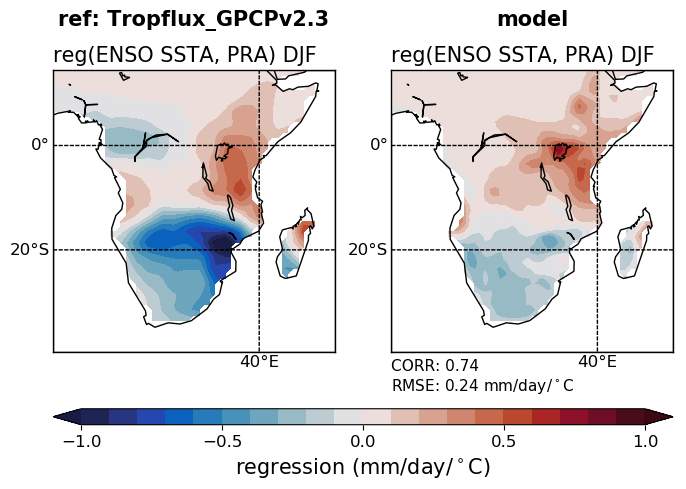 ref: Tropflux_GPCPv2.3
model
reg(ENSO SSTA, PRA) DJF
reg(ENSO SSTA, PRA) DJF
0°
20°S
40°E
0°
20°S
40°E
CORR: 0.74
RMSE: 0.24 mm/day/°C
−1.0 −0.5 0.0 0.5 1.0
regression (mm/day/°C)